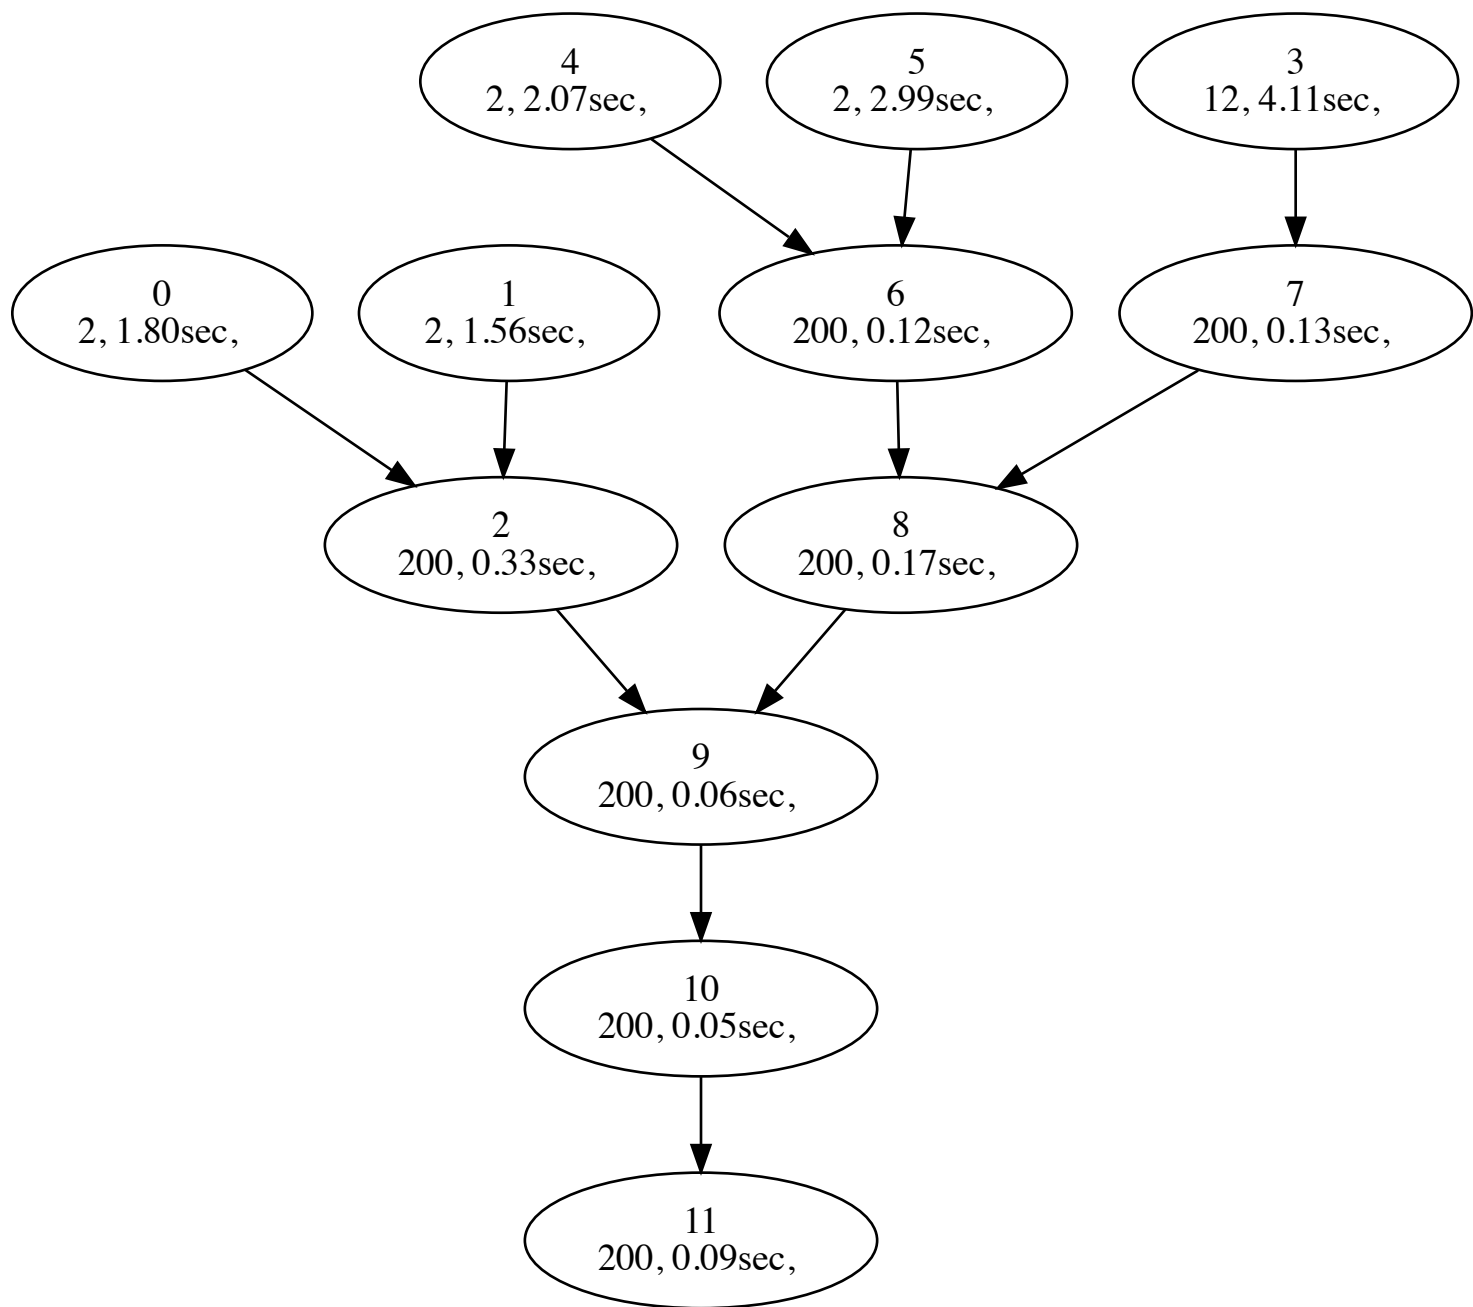 4
2, 2.07sec,
5
2, 2.99sec,
3
12, 4.11sec,
0
2, 1.80sec,
1
2, 1.56sec,
6
200, 0.12sec,
7
200, 0.13sec,
2
200, 0.33sec,
8
200, 0.17sec,
9
200, 0.06sec,
10
200, 0.05sec,
11
200, 0.09sec,